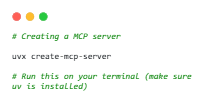 # Creating a MCP server
uvx create-mcp-server
# Run this on your terminal (make sure
uv is installed)